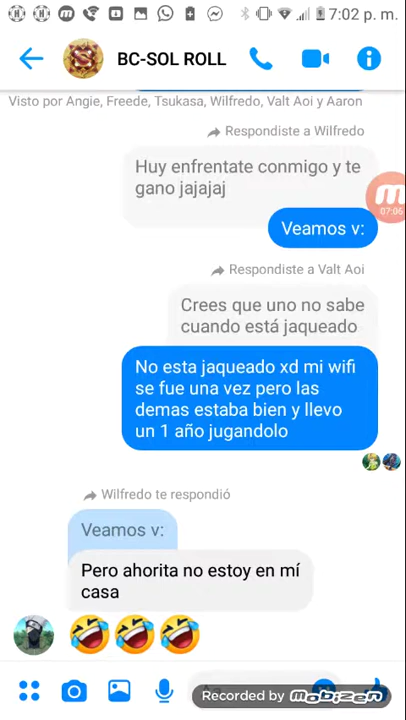 7:02 p. m.
BC-SOL ROLL
Visto por Angie, Freede, Tsukasa, Wilfredo, Valt Aoi y Aaron
Respondiste a Wilfredo
Huy enfrentate conmigo y te
gano jajajaj
07:06
Veamos v:
Respondiste a Valt Aoi
Crees que uno no sabe
cuando está jaqueado
No esta jaqueado xd mi wifi
se fue una vez pero las
demas estaba bien y llevo
un 1 año jugandolo
Wilfredo te respondió
Veamos v:
Pero ahorita no estoy en mí
casa
Recorded by Mobizen